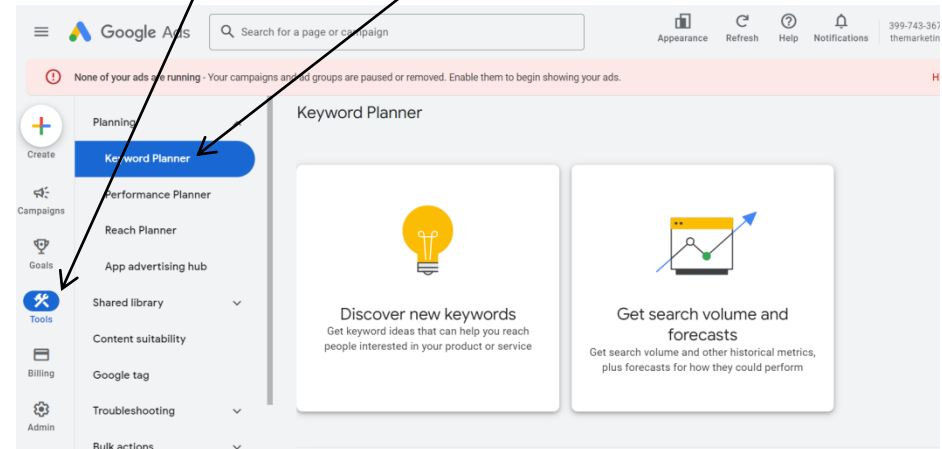 Google Ads
Search for a page or campaign
Appearance
Refresh
Help
Notifications
399-743-367
themarketin
None of your ads are running - Your campaigns and ad groups are paused or removed. Enable them to begin showing your ads.
H
Create
Campaigns
Goals
Tools
Billing
Admin
Planning
Keyword Planner
Performance Planner
Reach Planner
App advertising hub
Shared library
Content suitability
Google tag
Troubleshooting
Bulk actions
Keyword Planner
Discover new keywords
Get keyword ideas that can help you reach
people interested in your product or service
Get search volume and
forecasts
Get search volume and other historical metrics,
plus forecasts for how they could perform